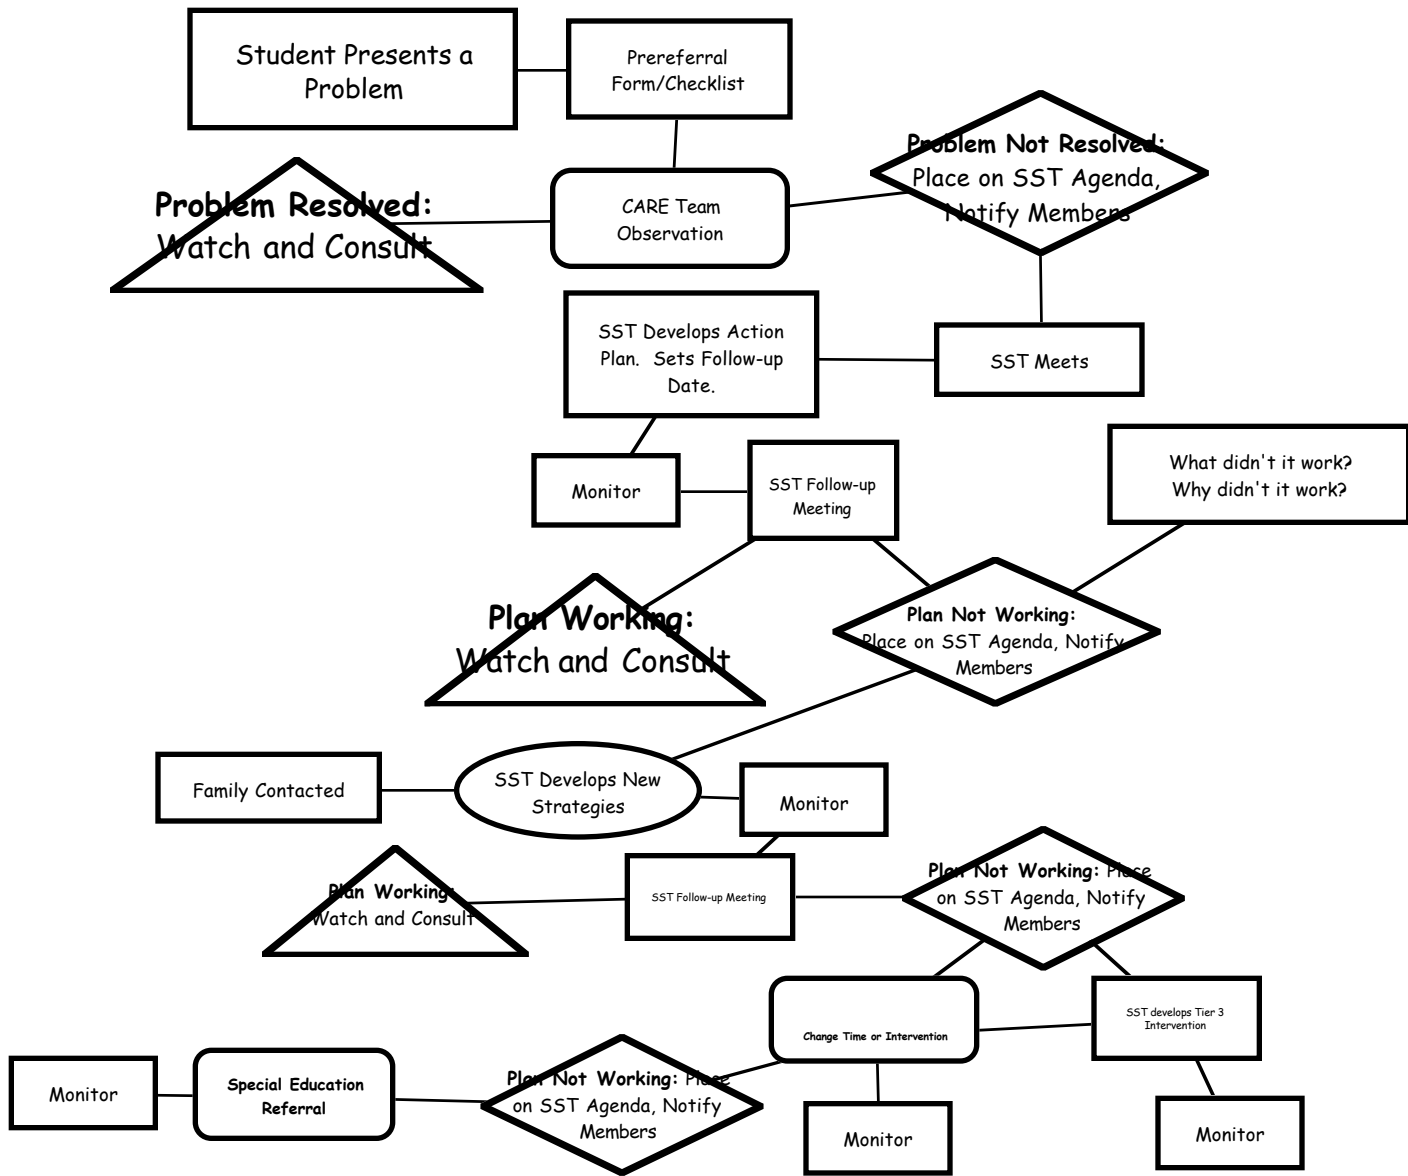 Student Presents a
Problem
Prereferral
Form/Checklist
Problem Not Resolved:
Place on SST Agenda,
Notify Members
Problem Resolved:
Watch and Consult
CARE Team
Observation
SST Develops Action
Plan.  Sets Follow-up
Date.
SST Meets
Monitor
SST Follow-up
Meeting
What didn't it work?
Why didn't it work?
Plan Working:
Watch and Consult
Plan Not Working:
Place on SST Agenda, Notify
Members
Family Contacted
SST Develops New
Strategies
Monitor
Plan Working:
Watch and Consult
SST Follow-up Meeting
Plan Not Working: Place
on SST Agenda, Notify
Members
Change Time or Intervention
SST develops Tier 3
Intervention
Monitor
Special Education
Referral
Plan Not Working: Place
on SST Agenda, Notify
Members
Monitor
Monitor